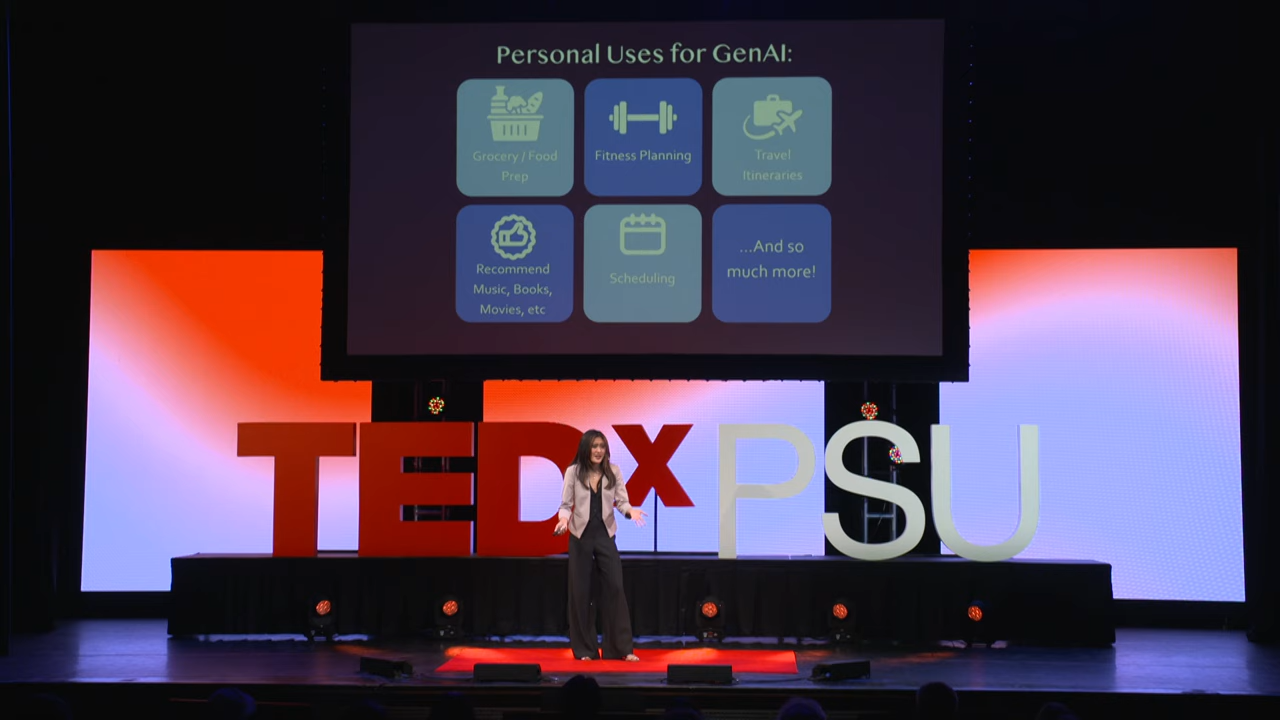 Personal Uses for GenAI:
Grocery / Food
Prep
Fitness Planning
Travel
Itineraries
Recommend
Music, Books,
Movies, etc
Scheduling
...And so
much more!
TEDxPSU